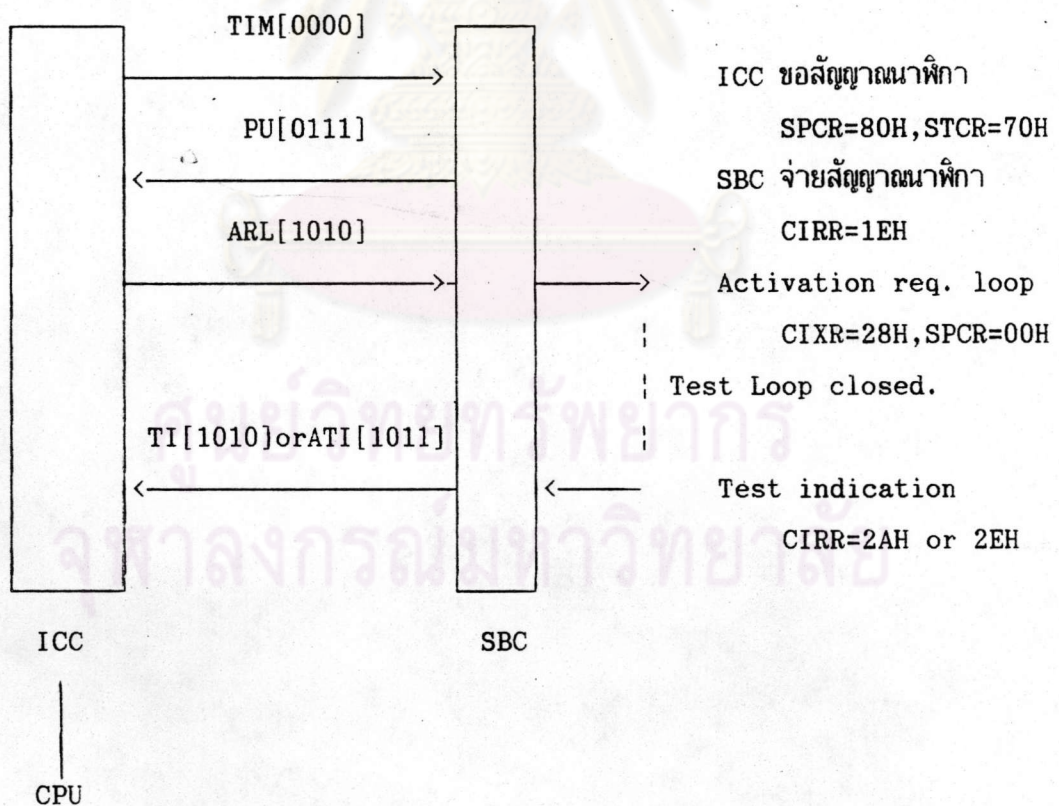 TIM[0000]
ICC ขอสัญญาณนาฬิกา
PU[0111]
SPCR=80H,STCR=70H
SBC จ่ายสัญญาณนาฬิกา
ARL[1010]
CIRR=1EH
Activation req. loop
CIXR=28H,SPCR=00H
Test Loop closed.
ศูนย์วิทยทรัพยากร
TI[1010]orATI[1011]
Test indication
จุฬาลงกรณ์มหาวิทยาลัย
CIRR=2AH or 2EH
ICC
SBC
CPU